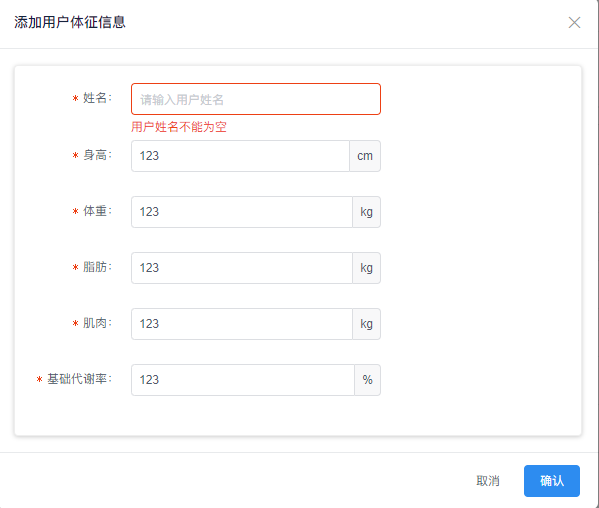 添加用户体征信息
* 姓名: 请输入用户姓名
用户姓名不能为空
* 身高: 123 cm
* 体重: 123 kg
* 脂肪: 123 kg
* 肌肉: 123 kg
* 基础代谢率: 123 %
取消 确认